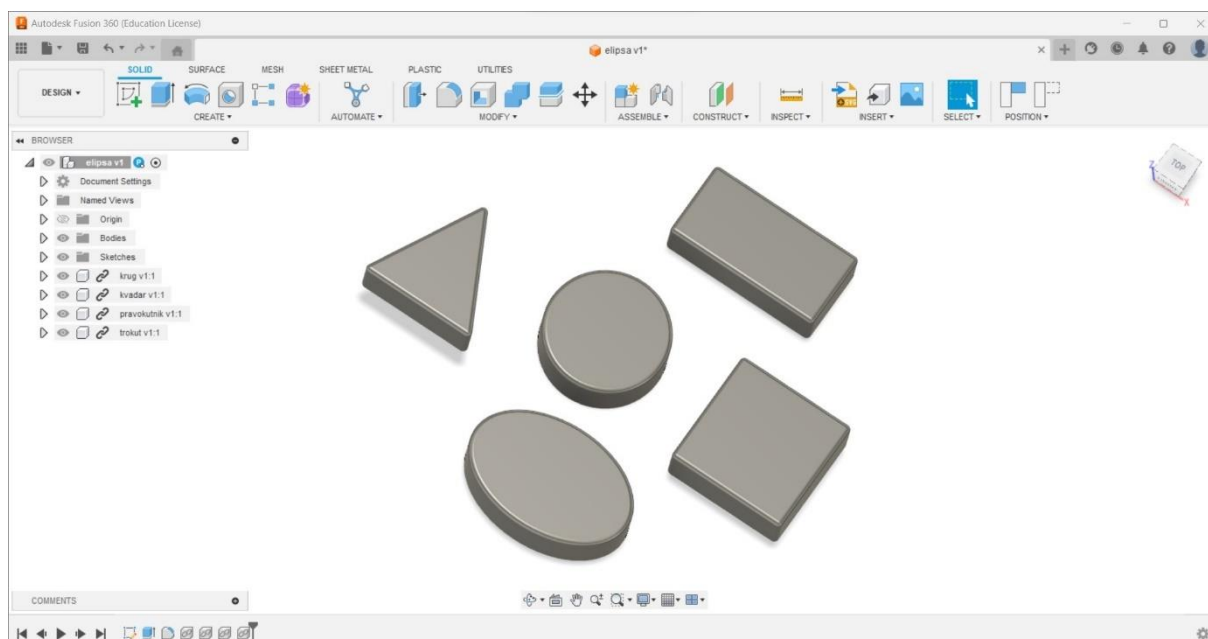 Autodesk Fusion 360 (Education License)
elipsa v1*
SOLID SURFACE MESH SHEET METAL PLASTIC UTILITIES
DESIGN
CREATE AUTOMATE MODIFY ASSEMBLE CONSTRUCT INSPECT INSERT SELECT POSITION
BROWSER
elipsa v1
Document Settings
Named Views
Origin
Bodies
Sketches
krug v1:1
kvadar v1:1
pravokutnik v1:1
trokut v1:1
TOP
Z
X
COMMENTS